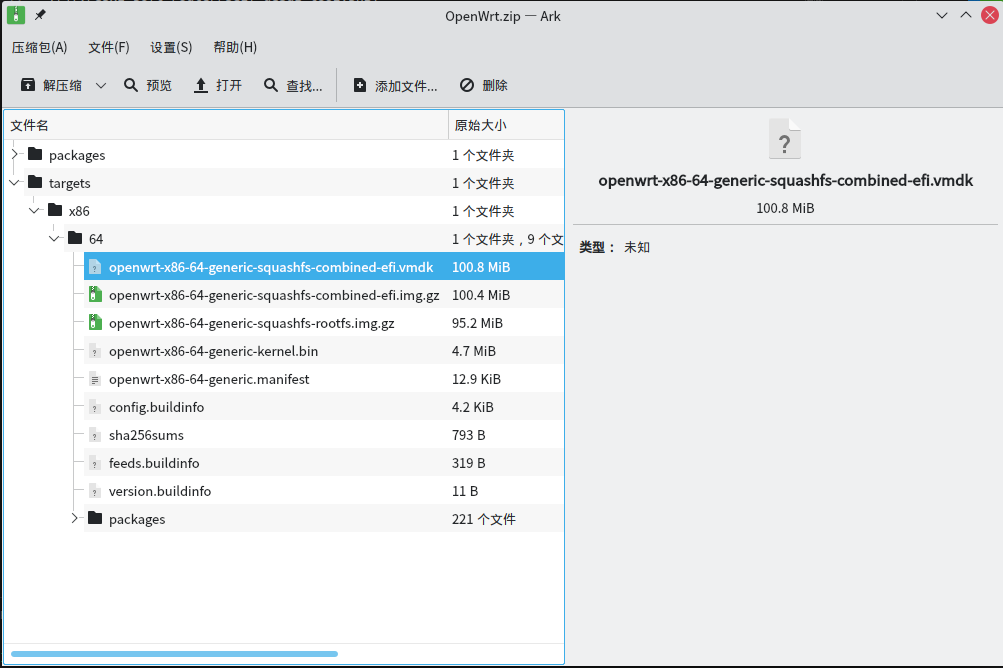 OpenWrt.zip — Ark
压缩包(A) 文件(F) 设置(S) 帮助(H)
解压缩 预览 打开 查找... 添加文件... 删除
文件名 原始大小
packages 1 个文件夹
targets 1 个文件夹
x86 1 个文件夹
64 1 个文件夹，9 个文
openwrt-x86-64-generic-squashfs-combined-efi.vmdk 100.8 MiB
openwrt-x86-64-generic-squashfs-combined-efi.img.gz 100.4 MiB
openwrt-x86-64-generic-squashfs-rootfs.img.gz 95.2 MiB
openwrt-x86-64-generic-kernel.bin 4.7 MiB
openwrt-x86-64-generic.manifest 12.9 KiB
config.buildinfo 4.2 KiB
sha256sums 793 B
feeds.buildinfo 319 B
version.buildinfo 11 B
packages 221 个文件
openwrt-x86-64-generic-squashfs-combined-efi.vmdk
100.8 MiB
类型： 未知